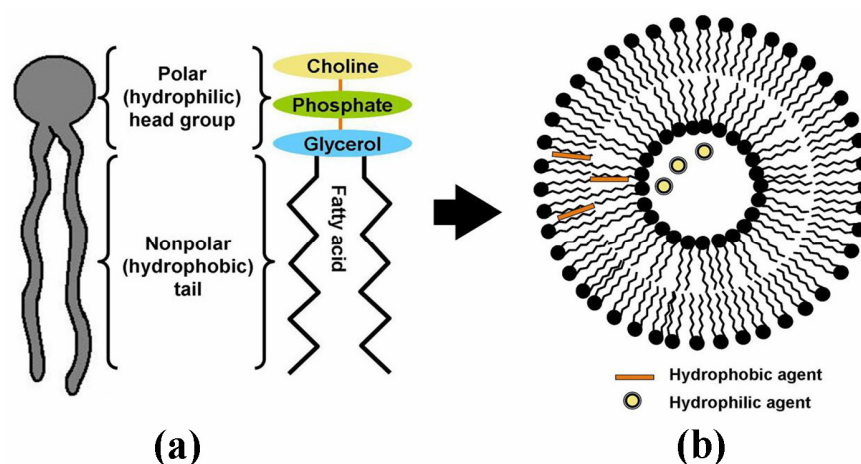 Polar
(hydrophilic)
head group
Choline
Phosphate
Glycerol
Nonpolar
(hydrophobic)
tail
Fatty acid
Hydrophobic agent
Hydrophilic agent
(a)
(b)